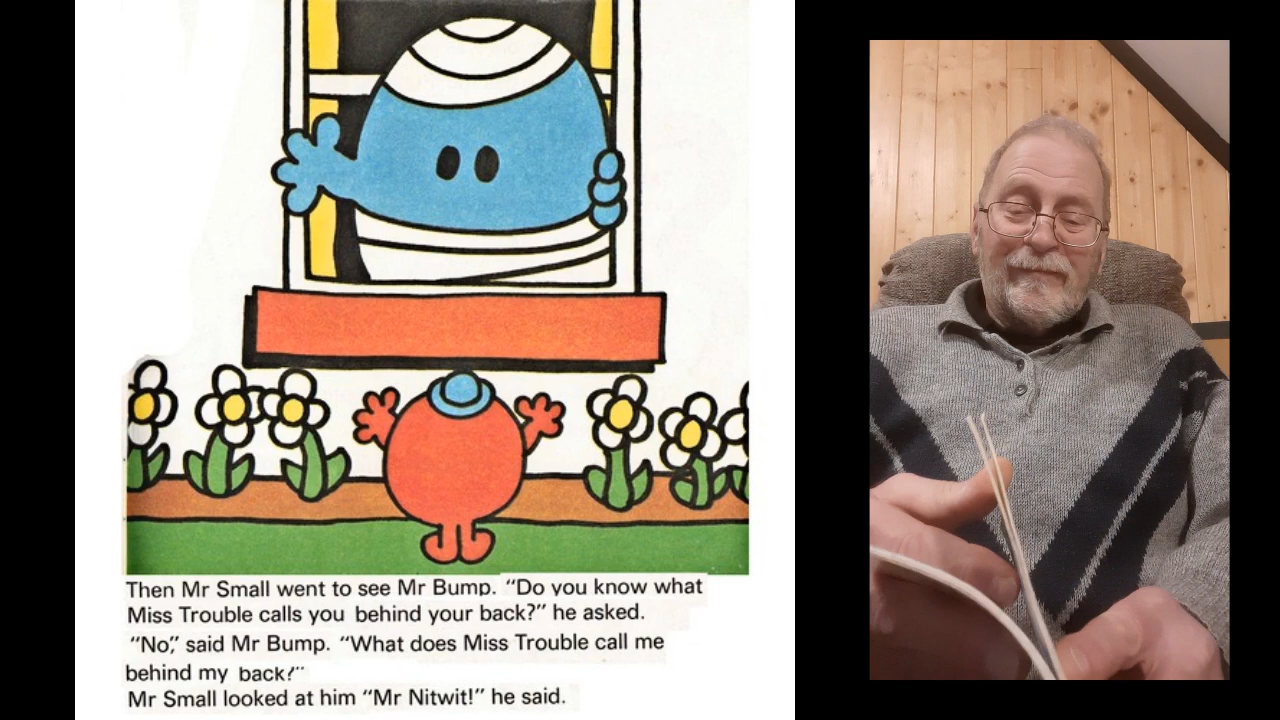 Then Mr Small went to see Mr Bump. “Do you know what
Miss Trouble calls you behind your back?” he asked.
“No,” said Mr Bump. “What does Miss Trouble call me
behind my back?”
Mr Small looked at him “Mr Nitwit!” he said.